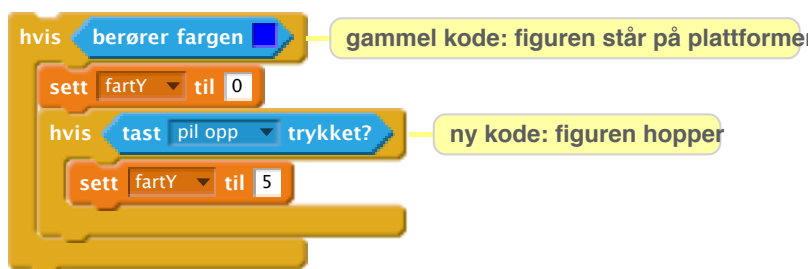 hvis berører fargen gammel kode: figuren står på plattformer
sett fartY til 0
hvis tast pil opp trykket? ny kode: figuren hopper
sett fartY til 5